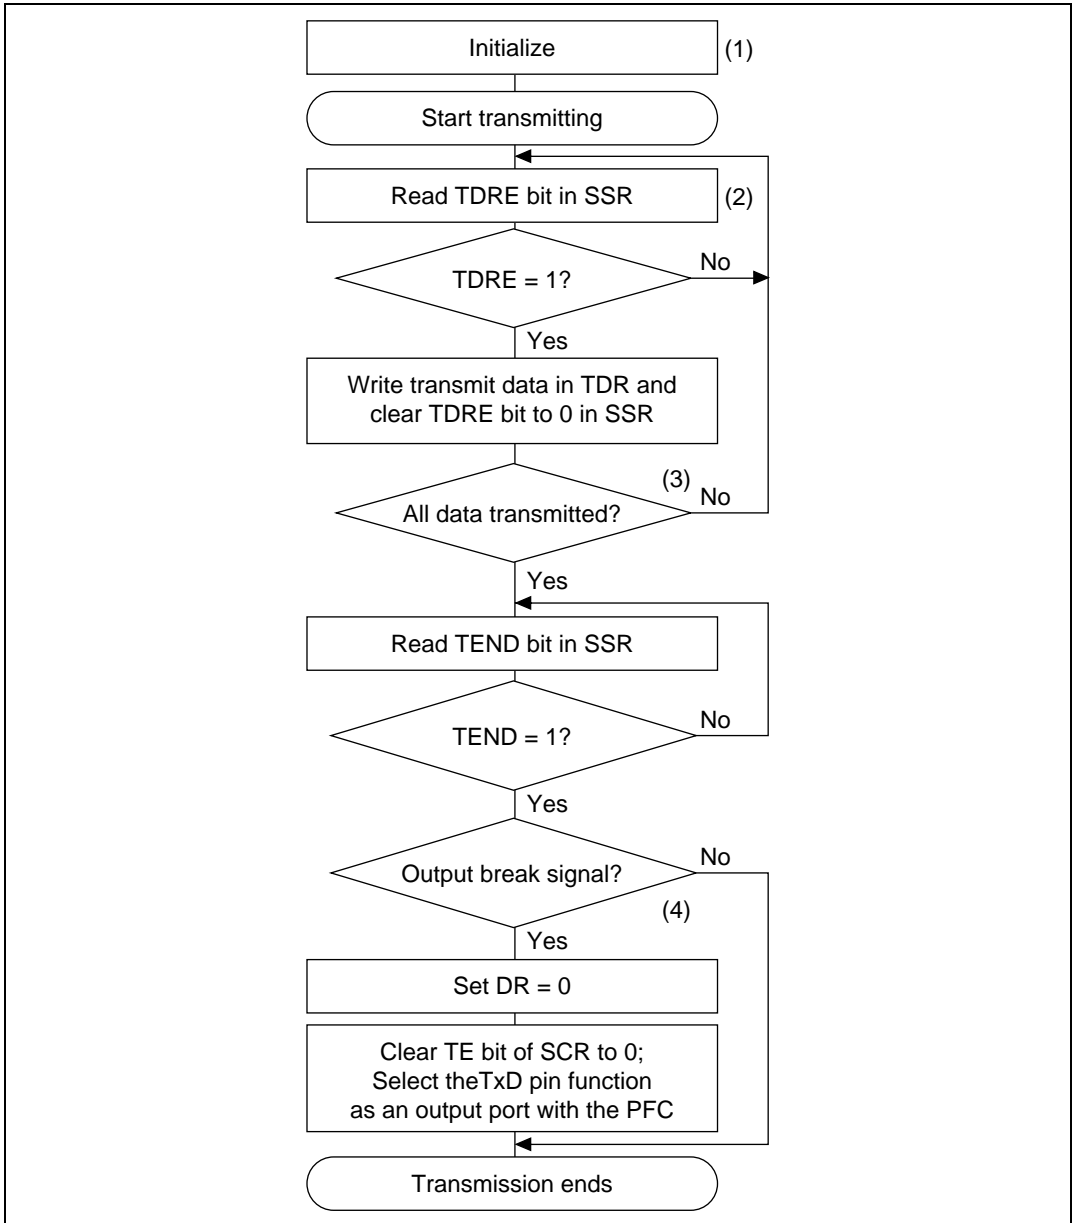 Initialize
(1)
Start transmitting
Read TDRE bit in SSR
(2)
TDRE = 1?
No
Yes
Write transmit data in TDR and
clear TDRE bit to 0 in SSR
(3)
All data transmitted?
No
Yes
Read TEND bit in SSR
TEND = 1?
No
Yes
Output break signal?
No
(4)
Yes
Set DR = 0
Clear TE bit of SCR to 0;
Select theTxD pin function
as an output port with the PFC
Transmission ends